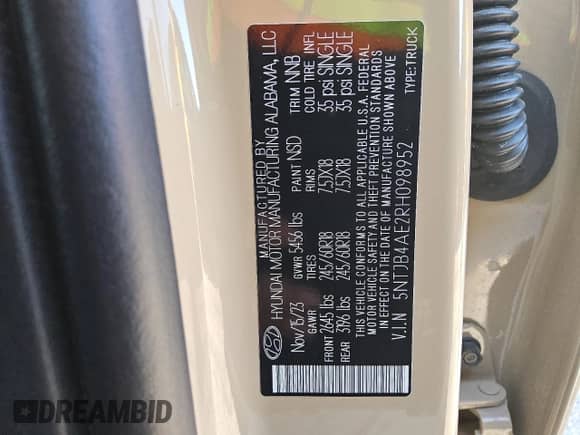 MANUFACTURED BY
HYUNDAI MOTOR MANUFACTURING ALABAMA, LLC
Nov/15/23 GVWR 5456 lbs PAINT NSD TRIM NNB
GAWR TIRES RIMS COLD TIRE INFL
FRONT 2645 lbs 245/60R18 7.5JX18 35 psi SINGLE
REAR 3196 lbs 245/60R18 7.5JX18 35 psi SINGLE
THIS VEHICLE CONFORMS TO ALL APPLICABLE U.S.A. FEDERAL
MOTOR VEHICLE SAFETY AND THEFT PREVENTION STANDARDS
IN EFFECT ON THE DATE OF MANUFACTURE SHOWN ABOVE
V.I.N 5NTJB4AE2RH098952 TYPE:TRUCK
DREAMBID